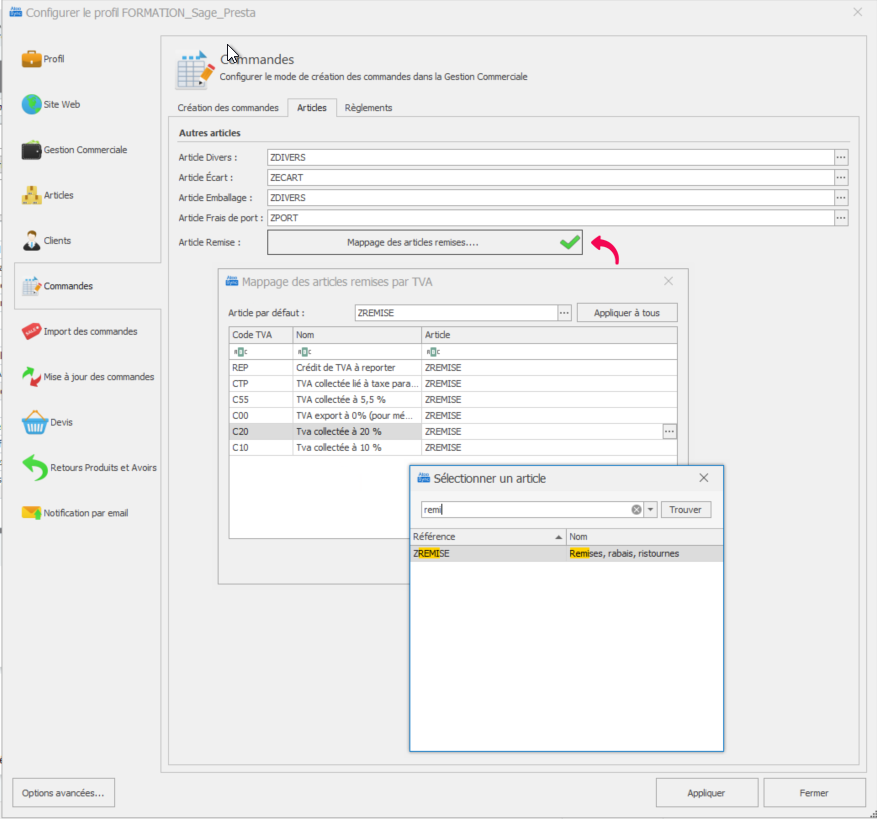 Configurer le profil FORMATION_Sage_Presta
Profil
Site Web
Gestion Commerciale
Articles
Clients
Commandes
Import des commandes
Mise à jour des commandes
Devis
Retours Produits et Avoirs
Notification par email
Commandes
Configurer le mode de création des commandes dans la Gestion Commerciale
Création des commandes Articles Règlements
Autres articles
Article Divers : ZDIVERS ...
Article Écart : ZECART ...
Article Emballage : ZDIVERS ...
Article Frais de port : ZPORT ...
Article Remise : Mappage des articles remises....
Mappage des articles remises par TVA
Article par défaut : ZREMISE ... Appliquer à tous
Code TVA Nom Article
REP Crédit de TVA à reporter ZREMISE
CTP TVA collectée lié à taxe para... ZREMISE
C55 TVA collectée à 5,5 % ZREMISE
C00 TVA export à 0% (pour mé... ZREMISE
C20 Tva collectée à 20 % ZREMISE ...
C10 Tva collectée à 10 % ZREMISE
Sélectionner un article
remi Trouver
Référence Nom
ZREMISE Remises, rabais, ristournes
Options avancées... Appliquer Fermer